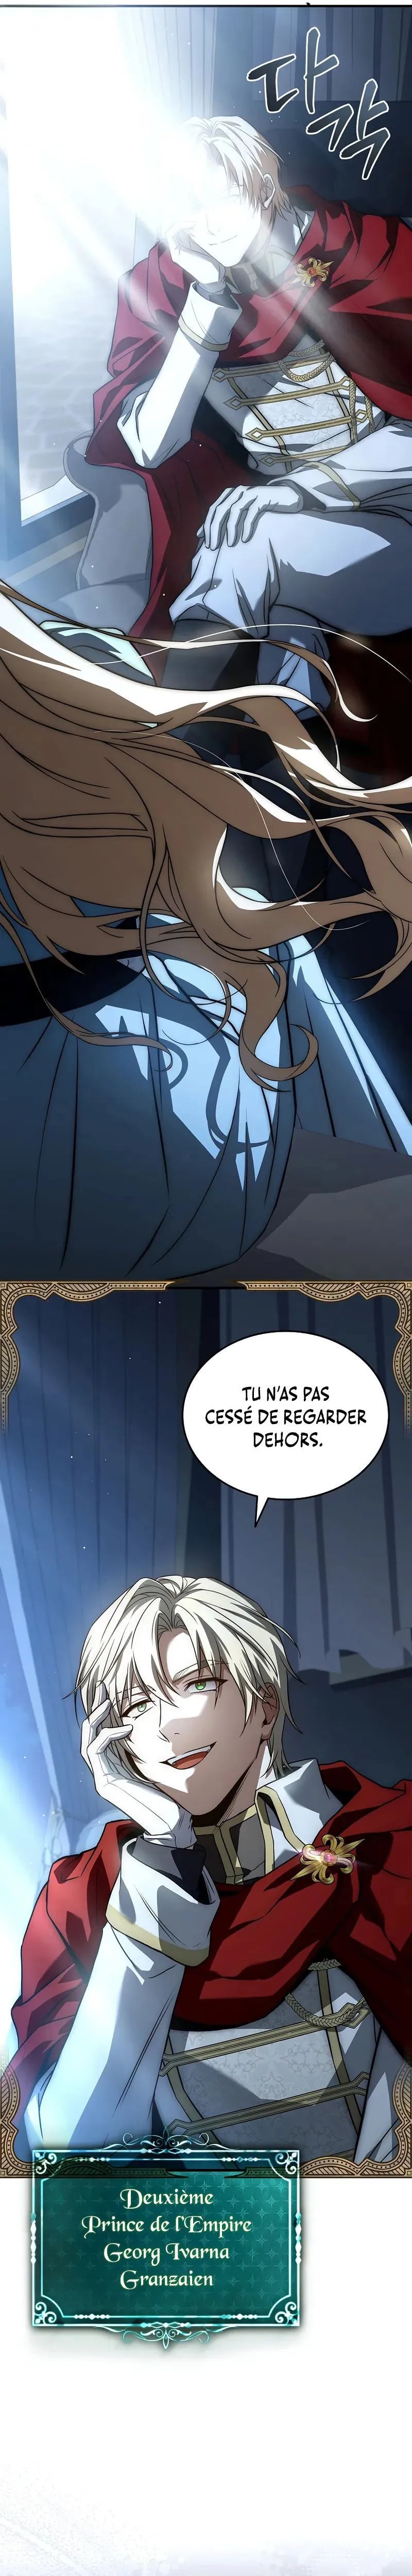 다각
TU N'AS PAS
CESSÉ DE REGARDER
DEHORS.
Deuxième
Prince de l'Empire
Georg Ivarna
Granzaien